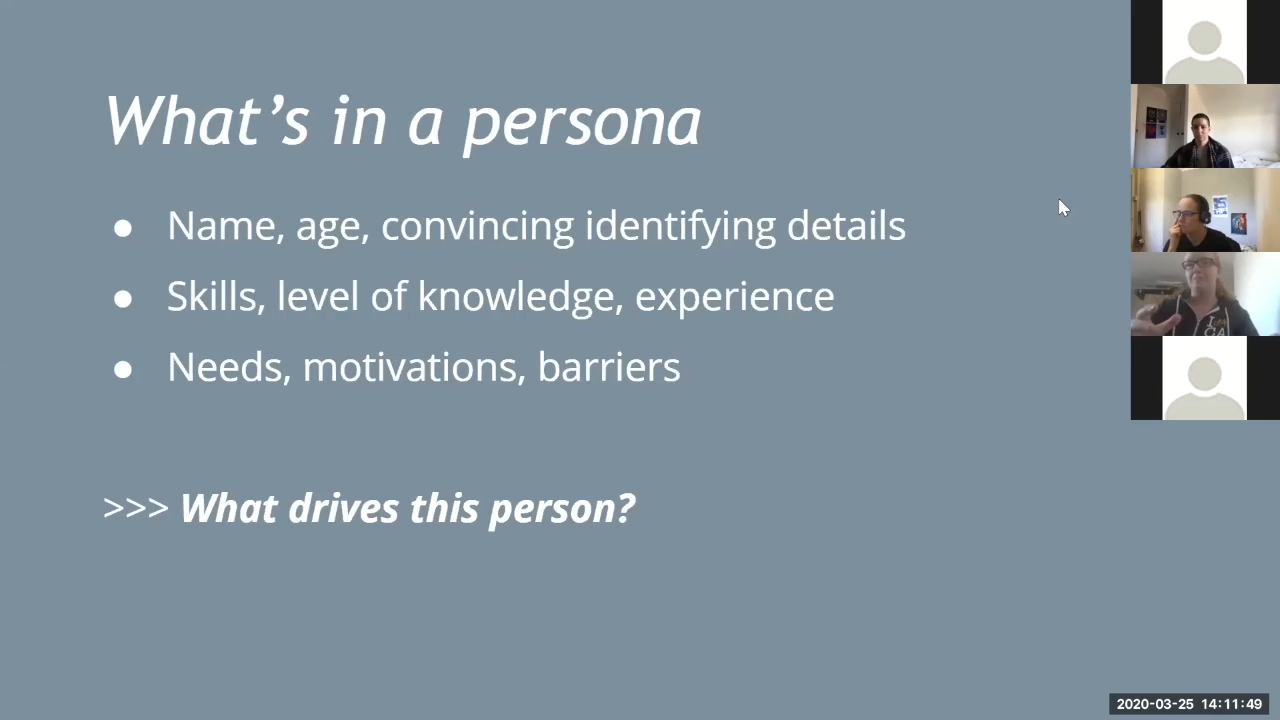 What’s in a persona
● Name, age, convincing identifying details
● Skills, level of knowledge, experience
● Needs, motivations, barriers
>>> What drives this person?
I
CA
2020-03-25 14:11:49